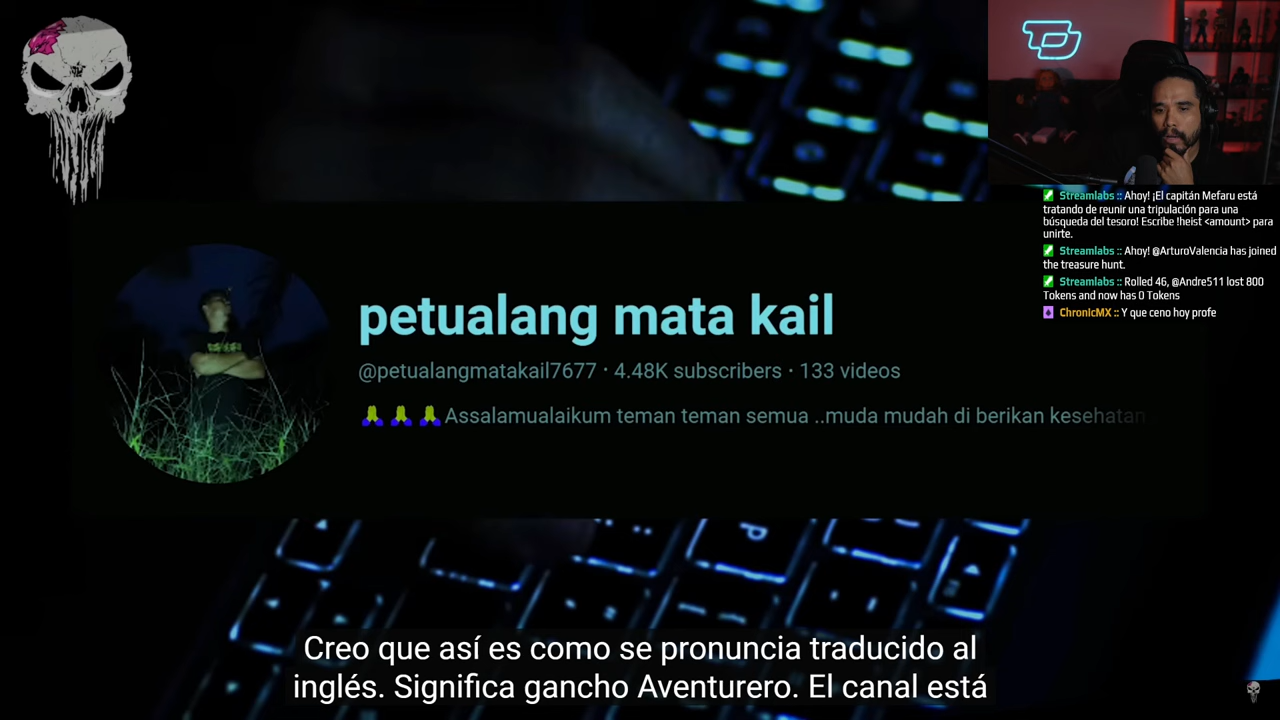 petualang mata kail
@petualangmatakail7677 · 4.48K subscribers · 133 videos
🙏🙏🙏Assalamualaikum teman teman semua ..muda mudah di berikan kesehatan
Streamlabs :: Ahoy! ¡El capitán Mefaru está
tratando de reunir una tripulación para una
búsqueda del tesoro! Escribe !heist <amount> para
unirte.
Streamlabs :: Ahoy! @ArturoValencia has joined
the treasure hunt.
Streamlabs :: Rolled 46, @Andre511 lost 800
Tokens and now has 0 Tokens
ChronicMX :: Y que ceno hoy profe
Creo que así es como se pronuncia traducido al
inglés. Significa gancho Aventurero. El canal está